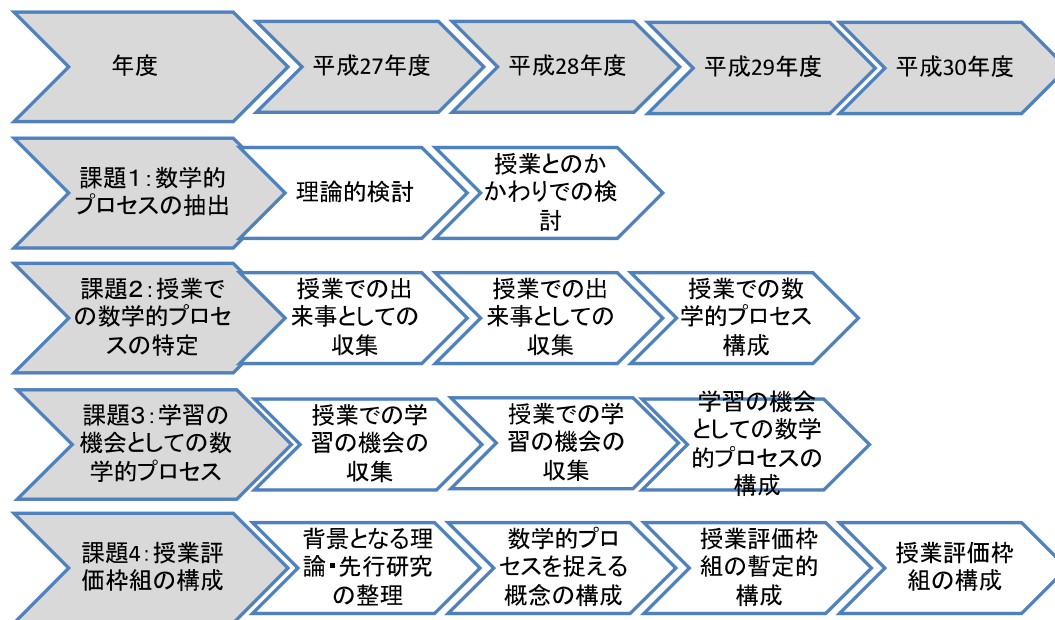 年度
平成27年度
平成28年度
平成29年度
平成30年度
課題1：数学的
プロセスの抽出
理論的検討
授業とのか
かわりでの検
討
課題2：授業で
の数学的プロセ
スの特定
授業での出
来事としての
収集
授業での出
来事としての
収集
授業での数
学的プロセス
構成
課題3：学習の
機会としての数
学的プロセス
授業での学
習の機会の
収集
授業での学
習の機会の
収集
学習の機会
としての数学
的プロセスの
構成
課題4：授業評
価枠組の構成
背景となる理
論・先行研究
の整理
数学的プロ
セスを捉える
概念の構成
授業評価枠
組の暫定的
構成
授業評価枠
組の構成